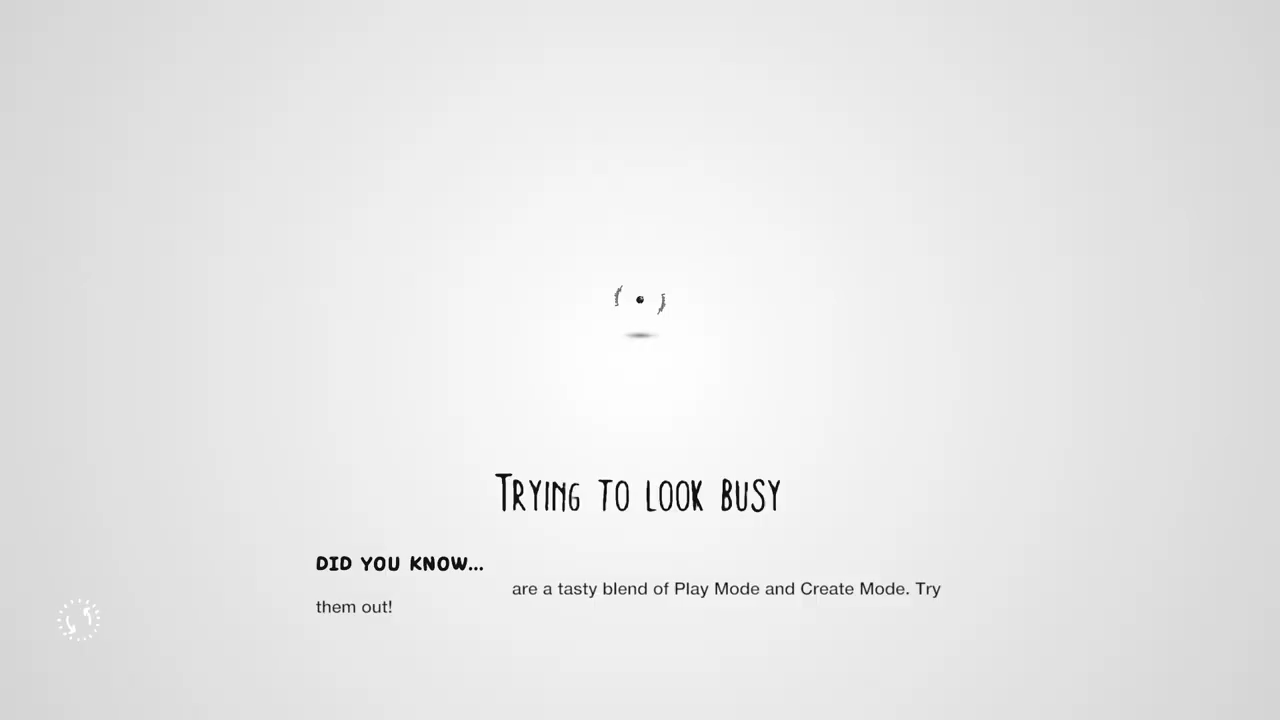 Trying to look busy
DID YOU KNOW...
are a tasty blend of Play Mode and Create Mode. Try
them out!